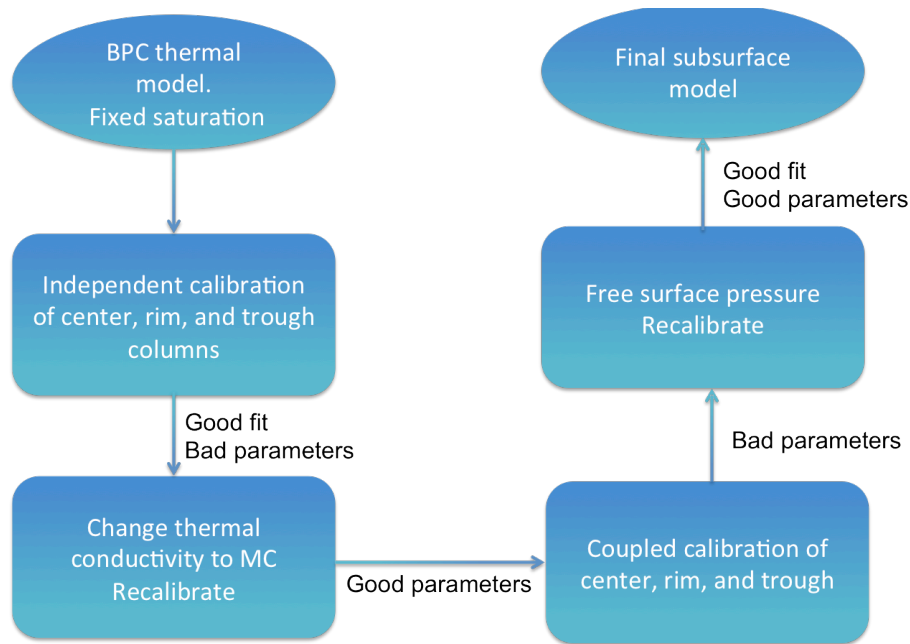 BPC thermal
model.
Fixed saturation
Independent calibration
of center, rim, and trough
columns
Good fit
Bad parameters
Change thermal
conductivity to MC
Recalibrate
Good parameters
Coupled calibration of
center, rim, and trough
Bad parameters
Free surface pressure
Recalibrate
Good fit
Good parameters
Final subsurface
model